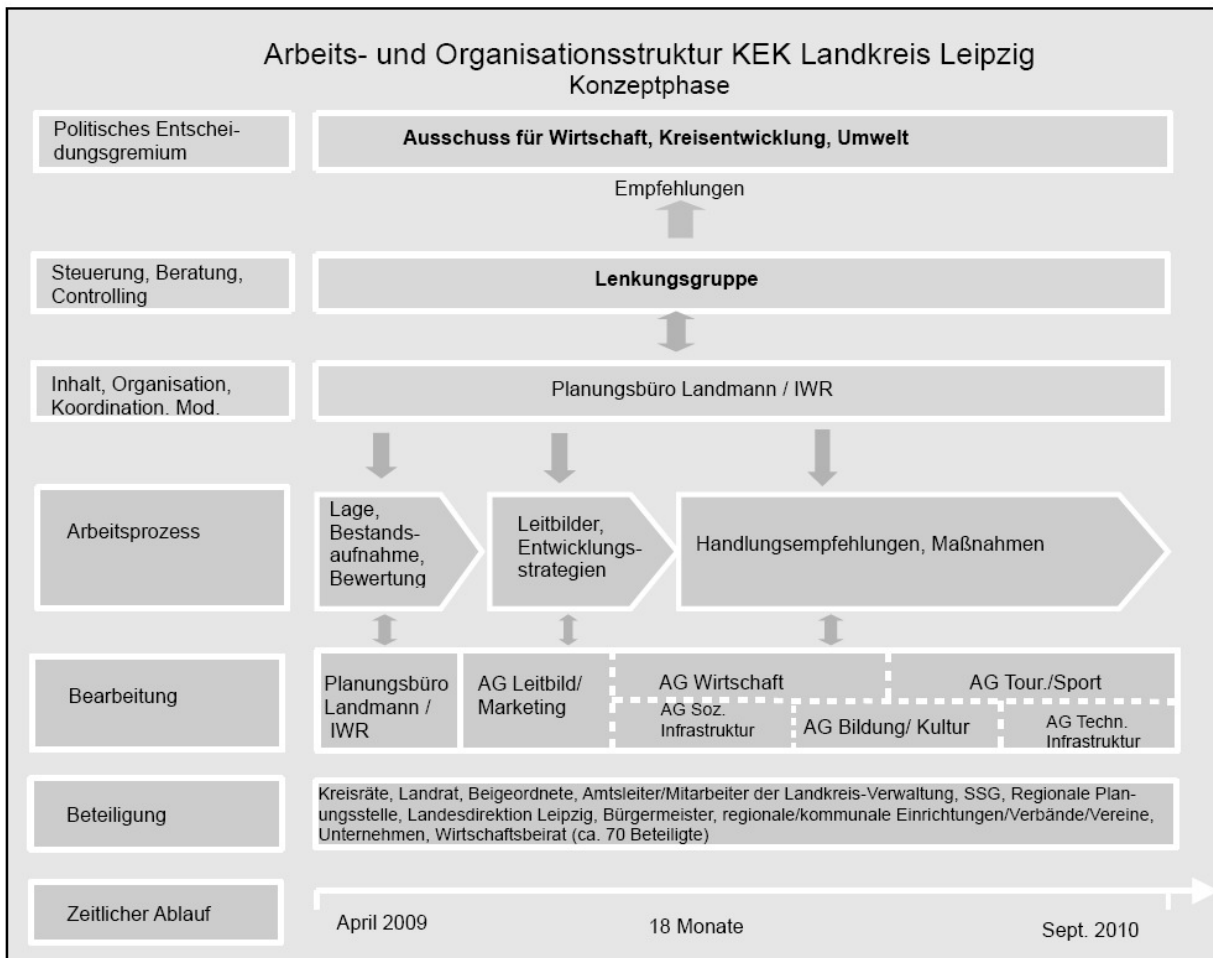 Arbeits- und Organisationsstruktur KEK Landkreis Leipzig
Konzeptphase
Politisches Entschei-
dungsgremium
Ausschuss für Wirtschaft, Kreisentwicklung, Umwelt
Empfehlungen
Steuerung, Beratung,
Controlling
Lenkungsgruppe
Inhalt, Organisation,
Koordination. Mod.
Planungsbüro Landmann / IWR
Arbeitsprozess
Lage,
Bestands-
aufnahme,
Bewertung
Leitbilder,
Entwicklungs-
strategien
Handlungsempfehlungen, Maßnahmen
Bearbeitung
Planungsbüro
Landmann /
IWR
AG Leitbild/
Marketing
AG Wirtschaft
AG Tour./Sport
AG Soz.
Infrastruktur
AG Bildung/ Kultur
AG Techn.
Infrastruktur
Beteiligung
Kreisräte, Landrat, Beigeordnete, Amtsleiter/Mitarbeiter der Landkreis-Verwaltung, SSG, Regionale Plan-
ungsstelle, Landesdirektion Leipzig, Bürgermeister, regionale/kommunale Einrichtungen/Verbände/Vereine,
Unternehmen, Wirtschaftsbeirat (ca. 70 Beteiligte)
Zeitlicher Ablauf
April 2009
18 Monate
Sept. 2010